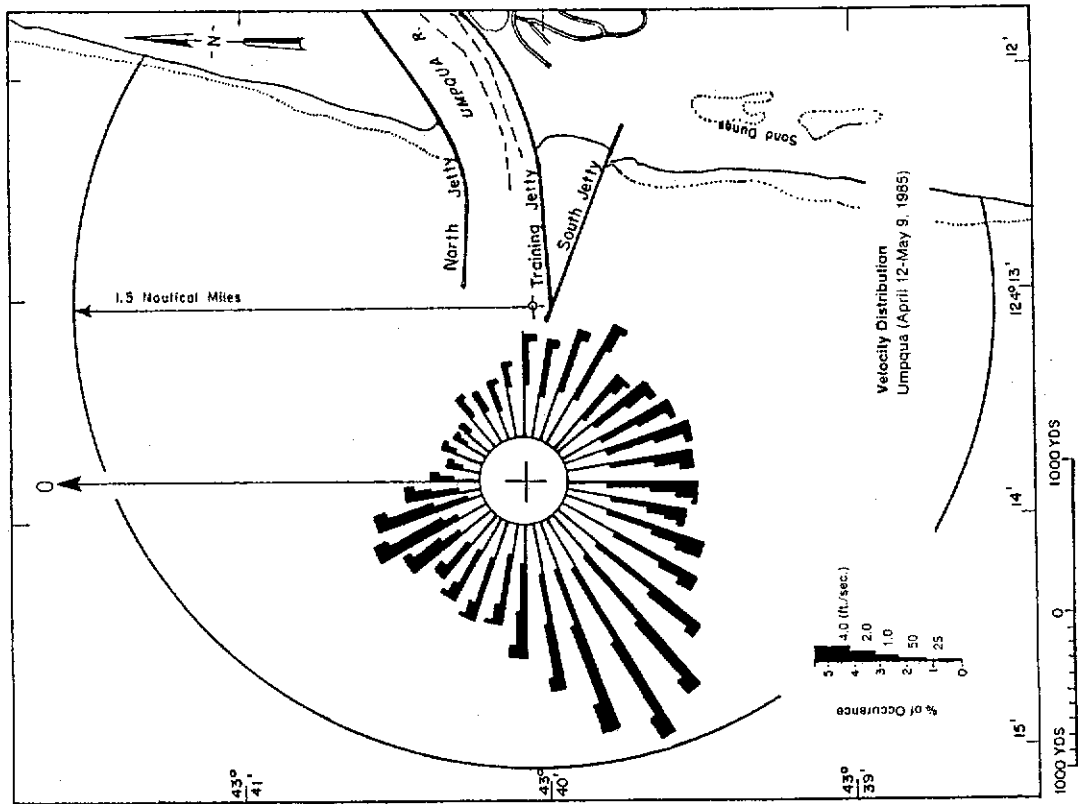 -N-
UMPQUA R.
North Jetty
Training Jetty
South Jetty
Sand Dunes
1.5 Nautical Miles
0
43°
41'
43°
40'
43°
39'
12'
124° 13'
14'
15'
Velocity Distribution
Umpqua (April 12-May 9, 1985)
% of Occurance
5-
4-
3-
2-
1-
0-
4.0 (ft./sec.)
2.0
1.0
50
25
1000 YDS
0
1000 YDS